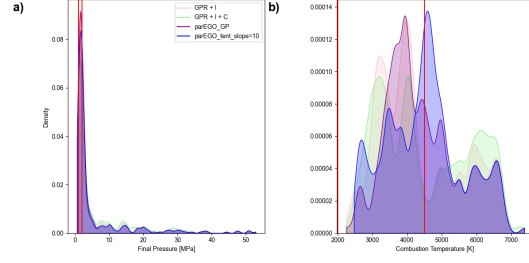 a)
b)
GPR + I
GPR + I + C
parEGO_GP
parEGO_tent_slope=10
Density
0.08
0.06
0.04
0.02
0.00
0
10
20
30
40
50
Final Pressure [MPa]
0.00014
0.00012
0.00010
0.00008
0.00006
0.00004
0.00002
0.00000
2000
3000
4000
5000
6000
7000
Combustion Temperature [K]